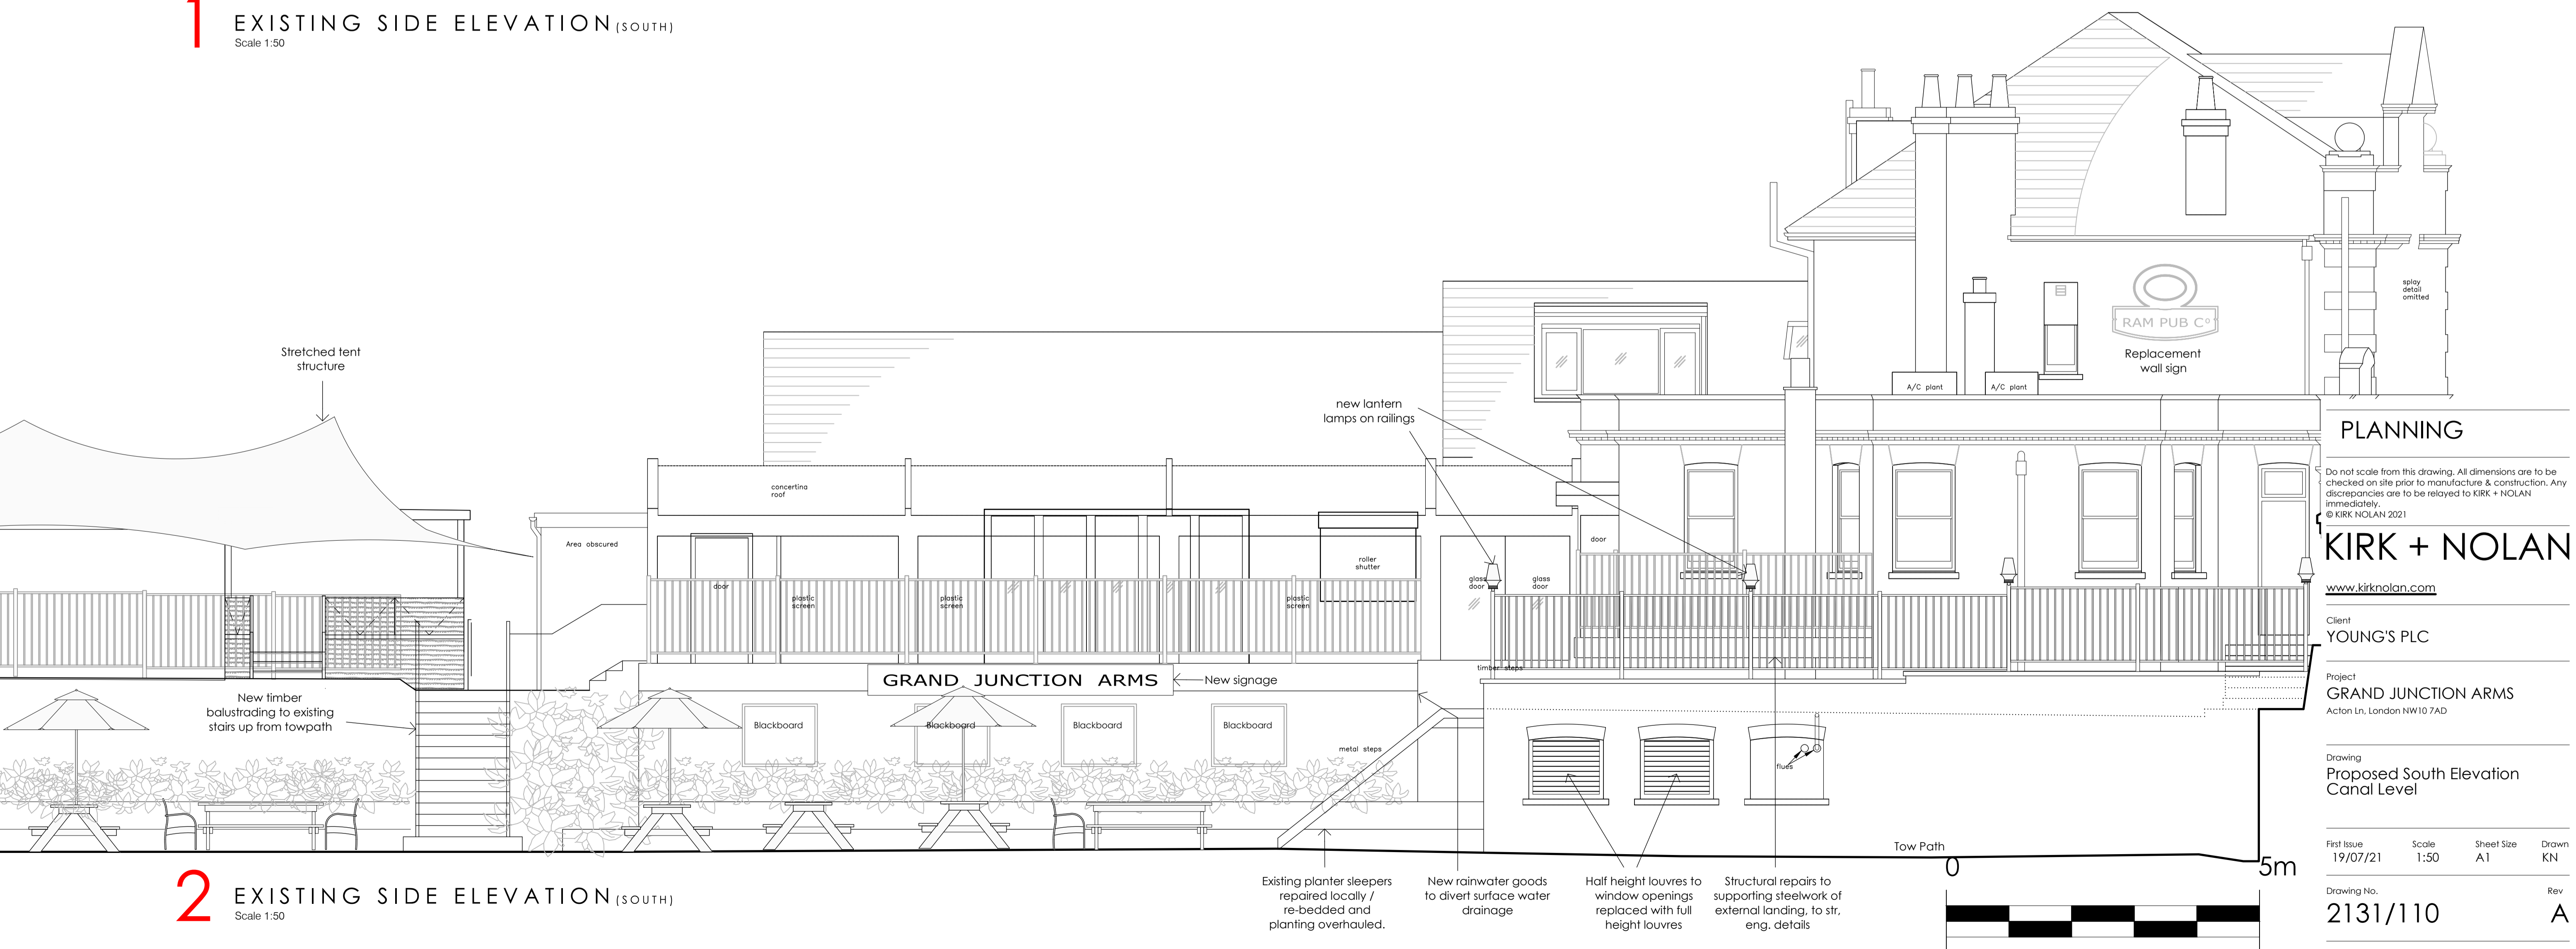 1 EXISTING SIDE ELEVATION (SOUTH)
Scale 1:50
Stretched tent
structure
New timber
balustrading to existing
stairs up from towpath
Area obscured
concertina
roof
door
plastic
screen
plastic
screen
plastic
screen
roller
shutter
glass
door
glass
door
door
timber steps
new lantern
lamps on railings
A/C plant
A/C plant
RAM PUB Cº
Replacement
wall sign
splay
detail
omitted
GRAND JUNCTION ARMS
New signage
Blackboard
Blackboard
Blackboard
Blackboard
metal steps
flues
Tow Path
Existing planter sleepers
repaired locally /
re-bedded and
planting overhauled.
New rainwater goods
to divert surface water
drainage
Half height louvres to
window openings
replaced with full
height louvres
Structural repairs to
supporting steelwork of
external landing, to str,
eng. details
0 5m
2 EXISTING SIDE ELEVATION (SOUTH)
Scale 1:50
PLANNING
Do not scale from this drawing. All dimensions are to be
checked on site prior to manufacture & construction. Any
discrepancies are to be relayed to KIRK + NOLAN
immediately.
© KIRK NOLAN 2021
KIRK + NOLAN
www.kirknolan.com
Client
YOUNG'S PLC
Project
GRAND JUNCTION ARMS
Acton Ln, London NW10 7AD
Drawing
Proposed South Elevation
Canal Level
First Issue Scale Sheet Size Drawn
19/07/21 1:50 A1 KN
Drawing No. Rev
2131/110 A